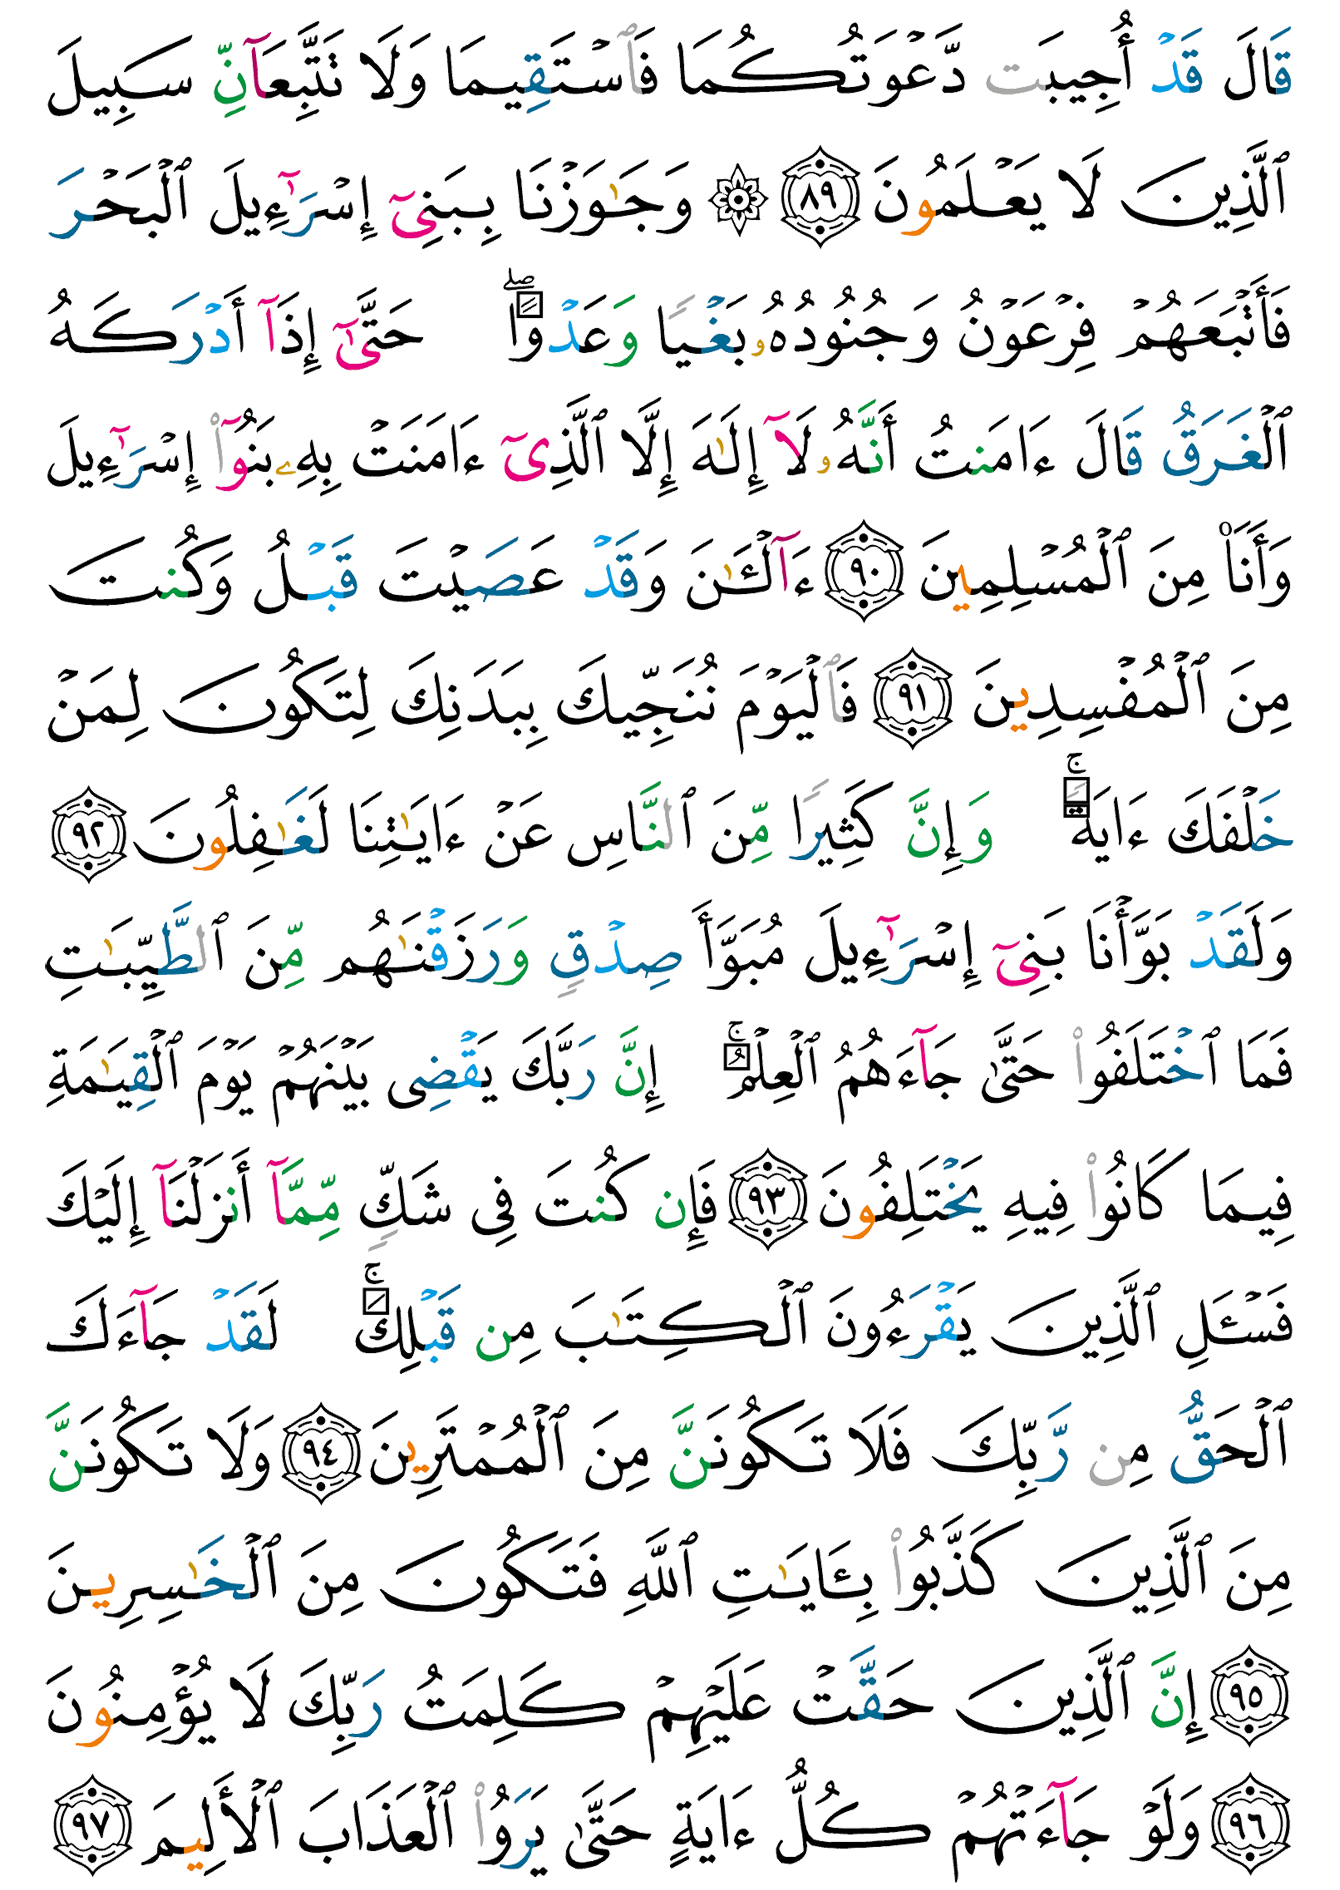 قَالَ قَدۡ أُجِيبَت دَّعۡوَتُكُمَا فَٱسۡتَقِيمَا وَلَا تَتَّبِعَآنِّ سَبِيلَ
ٱلَّذِينَ لَا يَعۡلَمُونَ ٨٩ ۞ وَجَٰوَزۡنَا بِبَنِيٓ إِسۡرَٰٓءِيلَ ٱلۡبَحۡرَ
فَأَتۡبَعَهُمۡ فِرۡعَوۡنُ وَجُنُودُهُۥ بَغۡيٗا وَعَدۡوًاۖ حَتَّىٰٓ إِذَآ أَدۡرَكَهُ
ٱلۡغَرَقُ قَالَ ءَامَنتُ أَنَّهُۥ لَآ إِلَٰهَ إِلَّا ٱلَّذِيٓ ءَامَنَتۡ بِهِۦ بَنُوٓاْ إِسۡرَٰٓءِيلَ
وَأَنَا۠ مِنَ ٱلۡمُسۡلِمِينَ ٩٠ ءَآلۡـَٰٔنَ وَقَدۡ عَصَيۡتَ قَبۡلُ وَكُنتَ
مِنَ ٱلۡمُفۡسِدِينَ ٩١ فَٱلۡيَوۡمَ نُنَجِّيكَ بِبَدَنِكَ لِتَكُونَ لِمَنۡ
خَلۡفَكَ ءَايَةٗۚ وَإِنَّ كَثِيرٗا مِّنَ ٱلنَّاسِ عَنۡ ءَايَٰتِنَا لَغَٰفِلُونَ ٩٢
وَلَقَدۡ بَوَّأۡنَا بَنِيٓ إِسۡرَٰٓءِيلَ مُبَوَّأَ صِدۡقٖ وَرَزَقۡنَٰهُم مِّنَ ٱلطَّيِّبَٰتِ
فَمَا ٱخۡتَلَفُواْ حَتَّىٰ جَآءَهُمُ ٱلۡعِلۡمُۚ إِنَّ رَبَّكَ يَقۡضِي بَيۡنَهُمۡ يَوۡمَ ٱلۡقِيَٰمَةِ
فِيمَا كَانُواْ فِيهِ يَخۡتَلِفُونَ ٩٣ فَإِن كُنتَ فِي شَكّٖ مِّمَّآ أَنزَلۡنَآ إِلَيۡكَ
فَسۡـَٔلِ ٱلَّذِينَ يَقۡرَءُونَ ٱلۡكِتَٰبَ مِن قَبۡلِكَۚ لَقَدۡ جَآءَكَ
ٱلۡحَقُّ مِن رَّبِّكَ فَلَا تَكُونَنَّ مِنَ ٱلۡمُمۡتَرِينَ ٩٤ وَلَا تَكُونَنَّ
مِنَ ٱلَّذِينَ كَذَّبُواْ بِـَٔايَٰتِ ٱللَّهِ فَتَكُونَ مِنَ ٱلۡخَٰسِرِينَ
٩٥ إِنَّ ٱلَّذِينَ حَقَّتۡ عَلَيۡهِمۡ كَلِمَتُ رَبِّكَ لَا يُؤۡمِنُونَ
٩٦ وَلَوۡ جَآءَتۡهُمۡ كُلُّ ءَايَةٍ حَتَّىٰ يَرَوُاْ ٱلۡعَذَابَ ٱلۡأَلِيمَ ٩٧